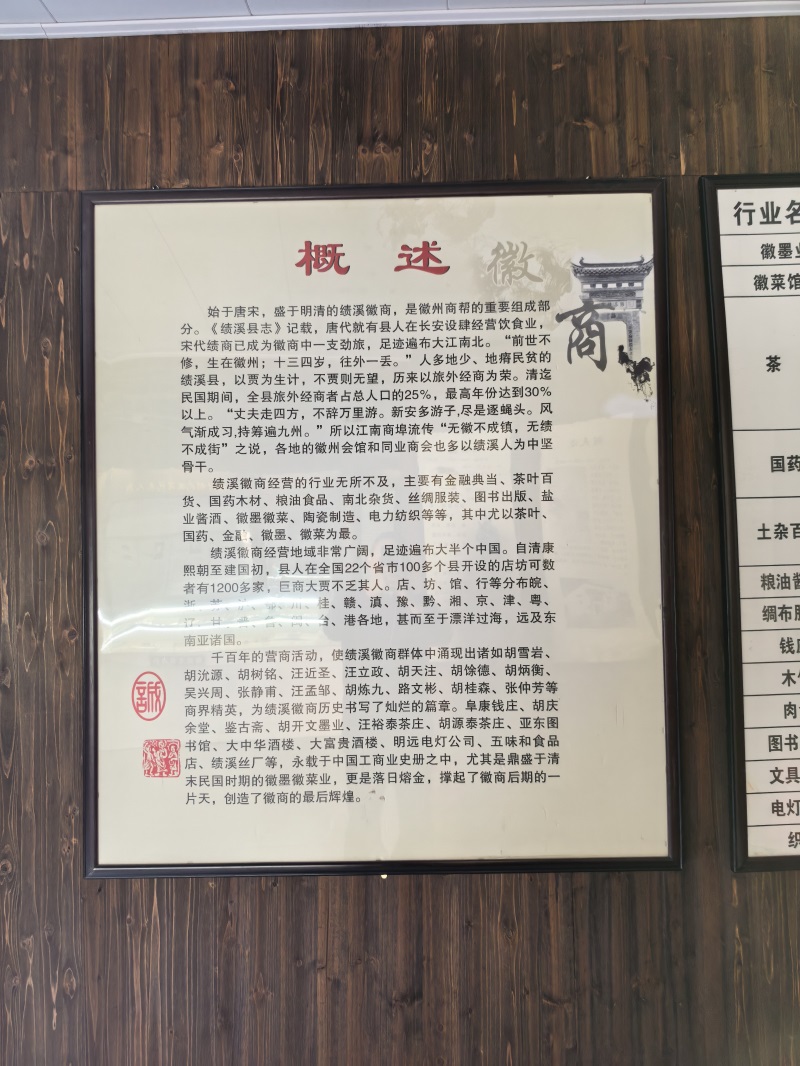 概 述
徽
商
始于唐宋，盛于明清的绩溪徽商，是徽州商帮的重要组成部
分。《绩溪县志》记载，唐代就有县人在长安设肆经营饮食业，
宋代绩商已成为徽商中一支劲旅，足迹遍布大江南北。“前世不
修，生在徽州；十三四岁，往外一丢。”人多地少、地瘠民贫的
绩溪县，以贾为生计，不贾则无望，历来以旅外经商为荣。清迄
民国期间，全县旅外经商者占总人口的25%，最高年份达到30%
以上。“丈夫走四方，不辞万里游。新安多游子,尽是逐蝇头。风
气渐成习,持筹遍九州。”所以江南商埠流传“无徽不成镇，无绩
不成街”之说，各地的徽州会馆和同业商会也多以绩溪人为中坚
骨干。
绩溪徽商经营的行业无所不及，主要有金融典当、茶叶百
货、国药木材、粮油食品、南北杂货、丝绸服装、图书出版、盐
业酱酒、徽墨徽菜、陶瓷制造、电力纺织等等，其中尤以茶叶、
国药、金融、徽墨、徽菜为最。
绩溪徽商经营地域非常广阔，足迹遍布大半个中国。自清康
熙朝至建国初，县人在全国22个省市100多个县开设的店坊可数
者有1200多家，巨商大贾不乏其人。店、坊、馆、行等分布皖、
浙、苏、沪、鄂、川、桂、赣、滇、豫、黔、湘、京、津、粤、
辽、甘、台、港各地，甚而至于漂洋过海，远及东
南亚诸国。
千百年的营商活动，使绩溪徽商群体中涌现出诸如胡雪岩、
胡沇源、胡树铭、汪近圣、汪立政、胡天注、胡馀德、胡炳衡、
吴兴周、张静甫、汪孟邹、胡炼九、路文彬、胡桂森、张仲芳等
商界精英，为绩溪徽商历史书写了灿烂的篇章。阜康钱庄、胡庆
余堂、鉴古斋、胡开文墨业、汪裕泰茶庄、胡源泰茶庄、亚东图
书馆、大中华酒楼、大富贵酒楼、明远电灯公司、五味和食品
店、绩溪丝厂等，永载于中国工商业史册之中，尤其是鼎盛于清
末民国时期的徽墨徽菜业，更是落日熔金，撑起了徽商后期的一
片天，创造了徽商的最后辉煌。
誠
行业名
徽墨业
徽菜馆
茶
国药
土杂百
粮油酱
绸布
钱
木
肉
图书
文具
电灯